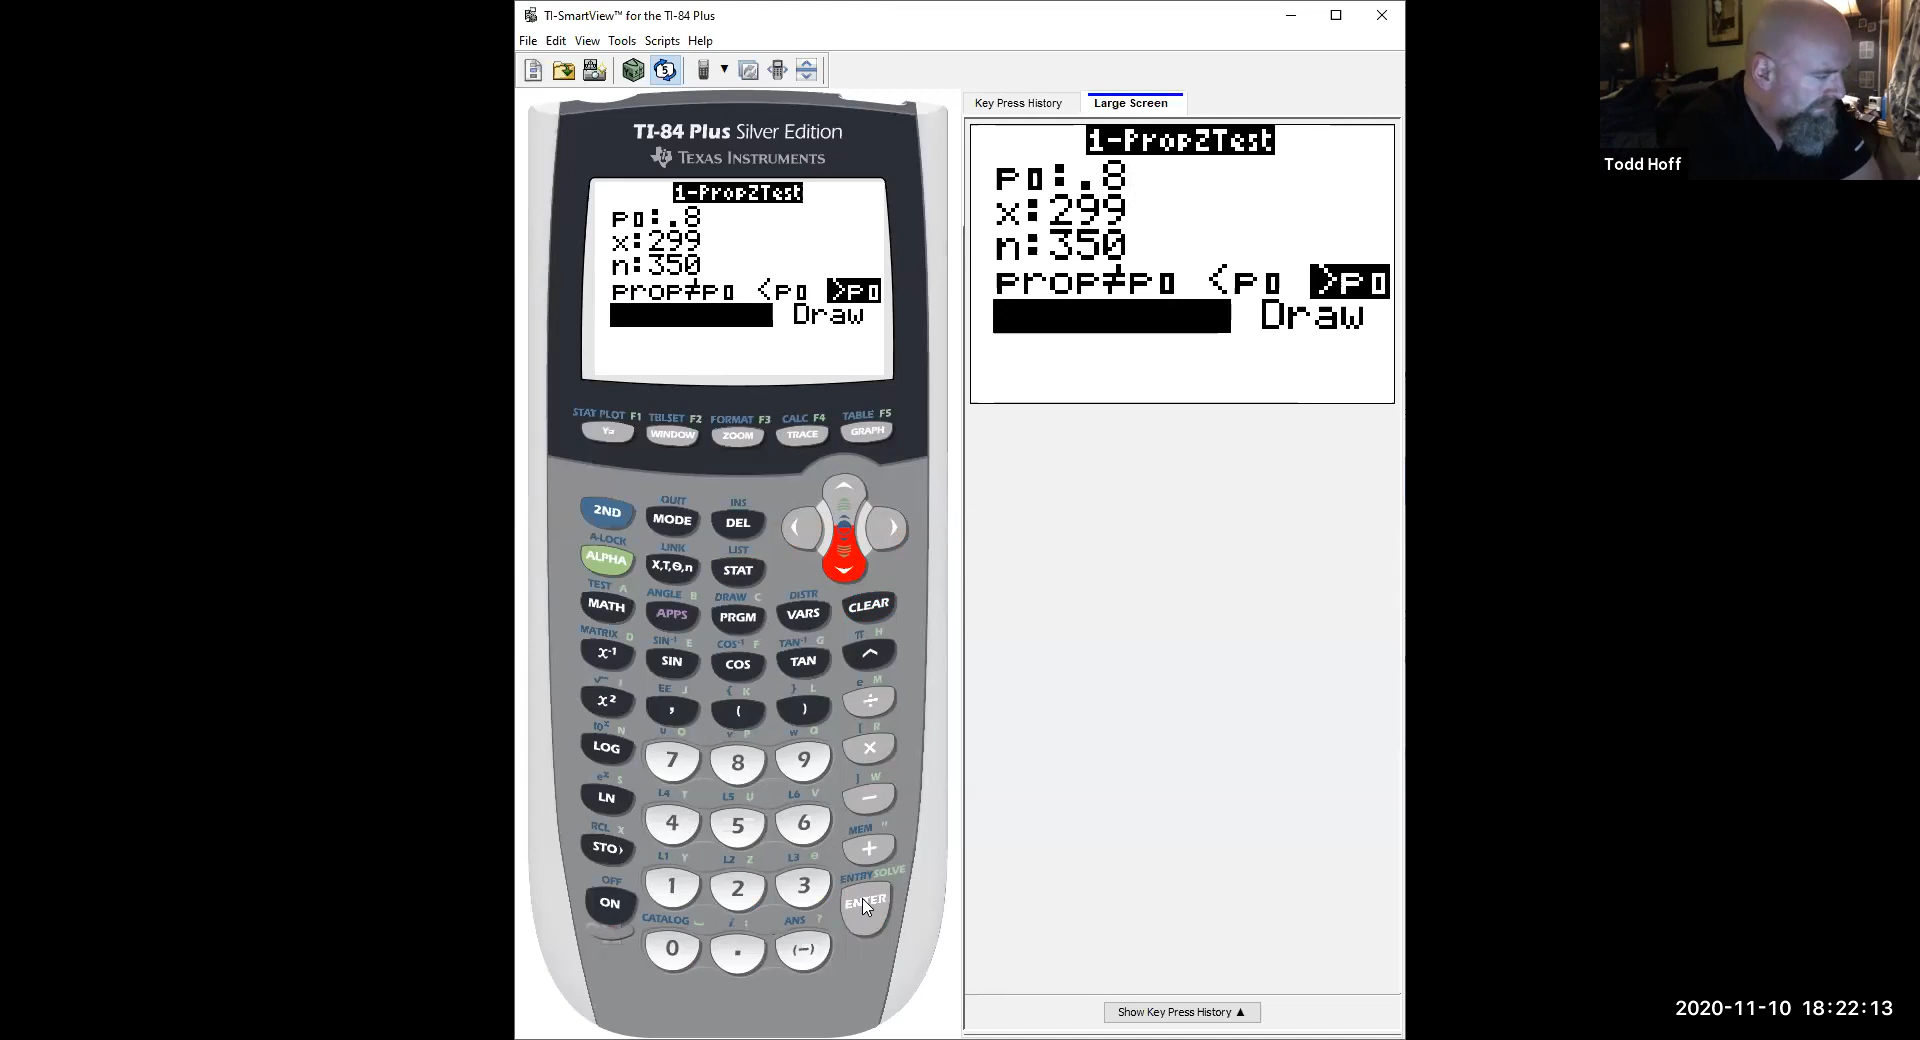 TI-SmartView™ for the TI-84 Plus
File Edit View Tools Scripts Help
Key Press History Large Screen
TI-84 Plus Silver Edition
TEXAS INSTRUMENTS
1-PropZTest
p0:.8
x:299
n:350
prop≠p0 <p0 >p0
Draw
1-PropZTest
p0:.8
x:299
n:350
prop≠p0 <p0 >p0
Draw
STAT PLOT F1 TBLSET F2 FORMAT F3 CALC F4 TABLE F5
Y= WINDOW ZOOM TRACE GRAPH
QUIT INS
2ND MODE DEL
A-LOCK LINK LIST
ALPHA X,T,Θ,n STAT
TEST A ANGLE B DRAW C DISTR
MATH APPS PRGM VARS CLEAR
MATRIX D SIN-1 E COS-1 F TAN-1 G π H
x-1 SIN COS TAN ^
√ I EE J { K } L e M
x2 , ( ) ÷
10x N u O v P w Q [ R
LOG 7 8 9 ×
ex S L4 T L5 U L6 V ] W
LN 4 5 6 −
RCL X L1 Y L2 Z L3 θ MEM "
STO› 1 2 3 +
OFF ENTRY SOLVE
ON ENTER
CATALOG i : ANS ?
0 . (−)
Show Key Press History ▲
Todd Hoff
2020-11-10 18:22:13